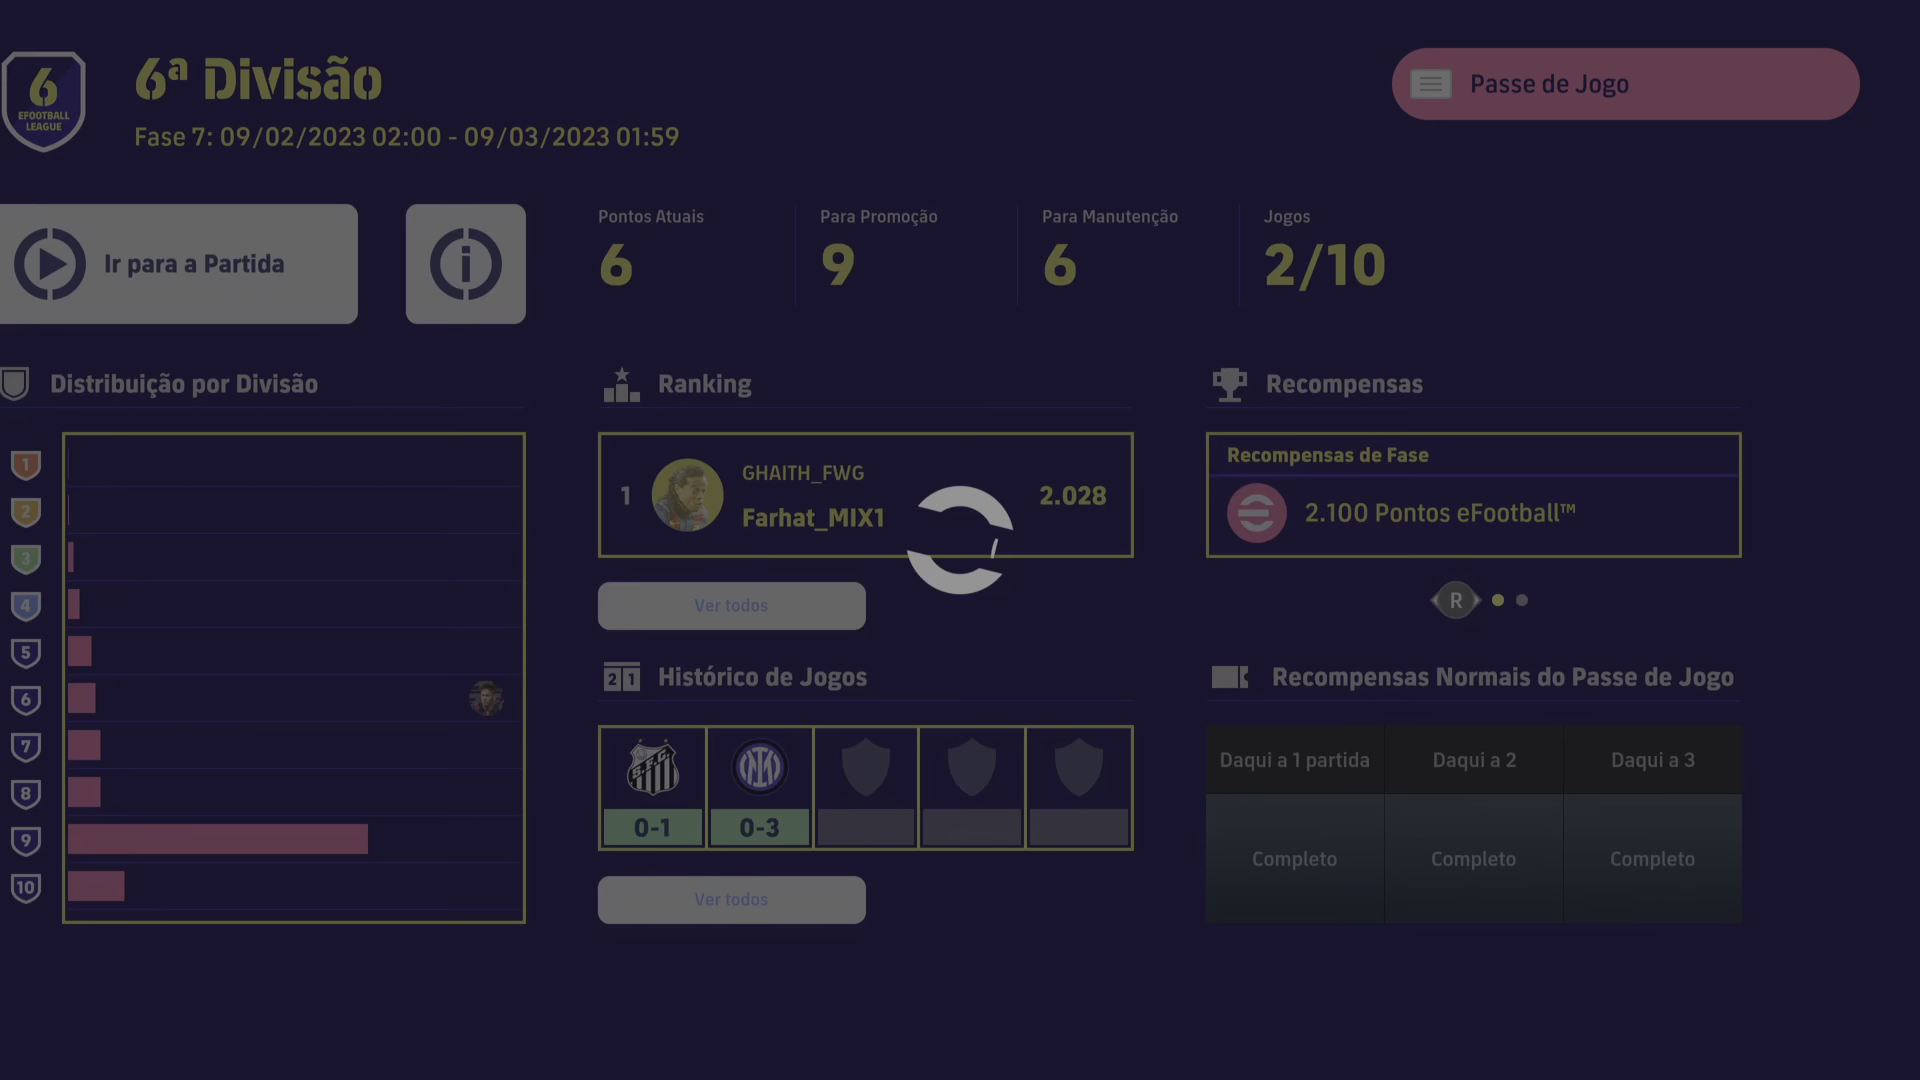 6
EFOOTBALL
LEAGUE
6ª Divisão
Fase 7: 09/02/2023 02:00 - 09/03/2023 01:59
Passe de Jogo
Ir para a Partida
i
Pontos Atuais
6
Para Promoção
9
Para Manutenção
6
Jogos
2/10
Distribuição por Divisão
1
2
3
4
5
6
7
8
9
10
Ranking
1
GHAITH_FWG
Farhat_MIX1
2.028
Ver todos
2 1
Histórico de Jogos
S.F.C.
0-1
0-3
Ver todos
Recompensas
Recompensas de Fase
2.100 Pontos eFootball™
R
Recompensas Normais do Passe de Jogo
Daqui a 1 partida
Daqui a 2
Daqui a 3
Completo
Completo
Completo